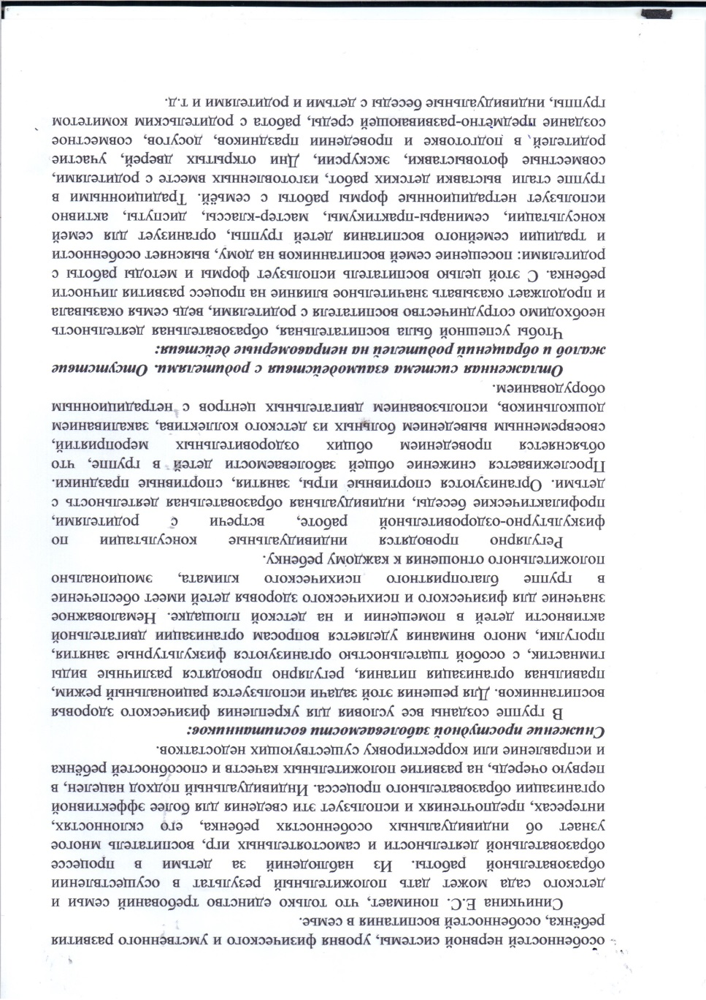 особенностей нервной системы, уровня физического и умственного развития
ребёнка, особенностей воспитания в семье.
Синичкина Е.С. понимает, что только единство требований семьи и
детского сада может дать положительный результат в осуществлении
образовательной работы. Из наблюдений за детьми в процессе
образовательной деятельности и самостоятельных игр, воспитатель многое
узнает об индивидуальных особенностях ребенка, его склонностях,
интересах, предпочтениях и использует эти сведения для более эффективной
организации образовательного процесса. Индивидуальный подход нацелен, в
первую очередь, на развитие положительных качеств и способностей ребёнка
и исправление или корректировку существующих недостатков.
Снижение простудной заболеваемости воспитанников:
В группе созданы все условия для укрепления физического здоровья
воспитанников. Для решения этой задачи используется рациональный режим,
правильная организация питания, регулярно проводятся различные виды
гимнастик, с особой тщательностью организуются физкультурные занятия,
прогулки, много внимания уделяется вопросам организации двигательной
активности детей в помещении и на детской площадке. Немаловажное
значение для физического и психического здоровья детей имеет обеспечение
в группе благоприятного психического климата, эмоционально
положительного отношения к каждому ребенку.
Регулярно проводятся индивидуальные консультации по
физкультурно-оздоровительной работе, встречи с родителями,
профилактические беседы, индивидуальная образовательная деятельность с
детьми. Организуются спортивные игры, занятия, спортивные праздники.
Прослеживается снижение общей заболеваемости детей в группе, что
объясняется проведением общих оздоровительных мероприятий,
своевременным выведением больных из детского коллектива, закаливанием
дошкольников, использованием двигательных центров с нетрадиционным
оборудованием.
Отлаженная система взаимодействия с родителями. Отсутствие
жалоб и обращений родителей на неправомерные действия:
Чтобы успешной была воспитательная, образовательная деятельность
необходимо сотрудничество воспитателя с родителями, ведь семья оказывала
и продолжает оказывать значительное влияние на процесс развития личности
ребенка. С этой целью воспитатель использует формы и методы работы с
родителями: посещение семей воспитанников на дому, выясняет особенности
и традиции семейного воспитания детей группы, организует для семей
консультации, семинары-практикумы, мастер-классы, диспуты, активно
использует нетрадиционные формы работы с семьёй. Традиционными в
группе стали выставки детских работ, изготовленных вместе с родителями,
совместные фотовыставки, экскурсии, Дни открытых дверей, участие
родителей в подготовке и проведении праздников, досугов, совместное
создание предметно-развивающей среды, работа с родительским комитетом
группы, индивидуальные беседы с детьми и родителями и т.д.